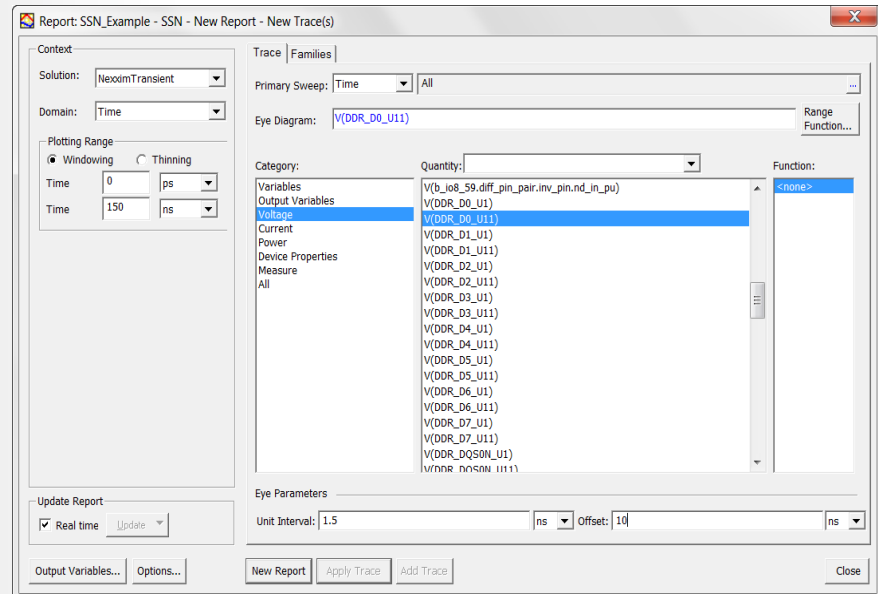 Report: SSN_Example - SSN - New Report - New Trace(s)
Context
Solution: NexximTransient
Domain: Time
Plotting Range
Windowing Thinning
Time 0 ps
Time 150 ns
Update Report
Real time Update
Output Variables... Options...
Trace Families
Primary Sweep: Time All ...
Eye Diagram: V(DDR_D0_U11) Range
Function...
Category: Quantity: Function:
Variables
Output Variables
Voltage
Current
Power
Device Properties
Measure
All
V(b_io8_59.diff_pin_pair.inv_pin.nd_in_pu)
V(DDR_D0_U1)
V(DDR_D0_U11)
V(DDR_D1_U1)
V(DDR_D1_U11)
V(DDR_D2_U1)
V(DDR_D2_U11)
V(DDR_D3_U1)
V(DDR_D3_U11)
V(DDR_D4_U1)
V(DDR_D4_U11)
V(DDR_D5_U1)
V(DDR_D5_U11)
V(DDR_D6_U1)
V(DDR_D6_U11)
V(DDR_D7_U1)
V(DDR_D7_U11)
V(DDR_DQS0N_U1)
V(DDR_DQS0N_U11)
<none>
Eye Parameters
Unit Interval: 1.5 ns Offset: 10 ns
New Report Apply Trace Add Trace Close